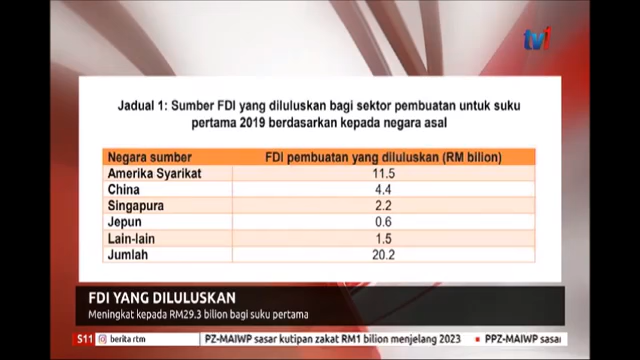 tv1
Jadual 1: Sumber FDI yang diluluskan bagi sektor pembuatan untuk suku
pertama 2019 berdasarkan kepada negara asal
Negara sumber FDI pembuatan yang diluluskan (RM bilion)
Amerika Syarikat 11.5
China 4.4
Singapura 2.2
Jepun 0.6
Lain-lain 1.5
Jumlah 20.2
FDI YANG DILULUSKAN
Meningkat kepada RM29.3 bilion bagi suku pertama
S11 berita rtm PZ-MAIWP sasar kutipan zakat RM1 bilion menjelang 2023 PPZ-MAIWP sasar